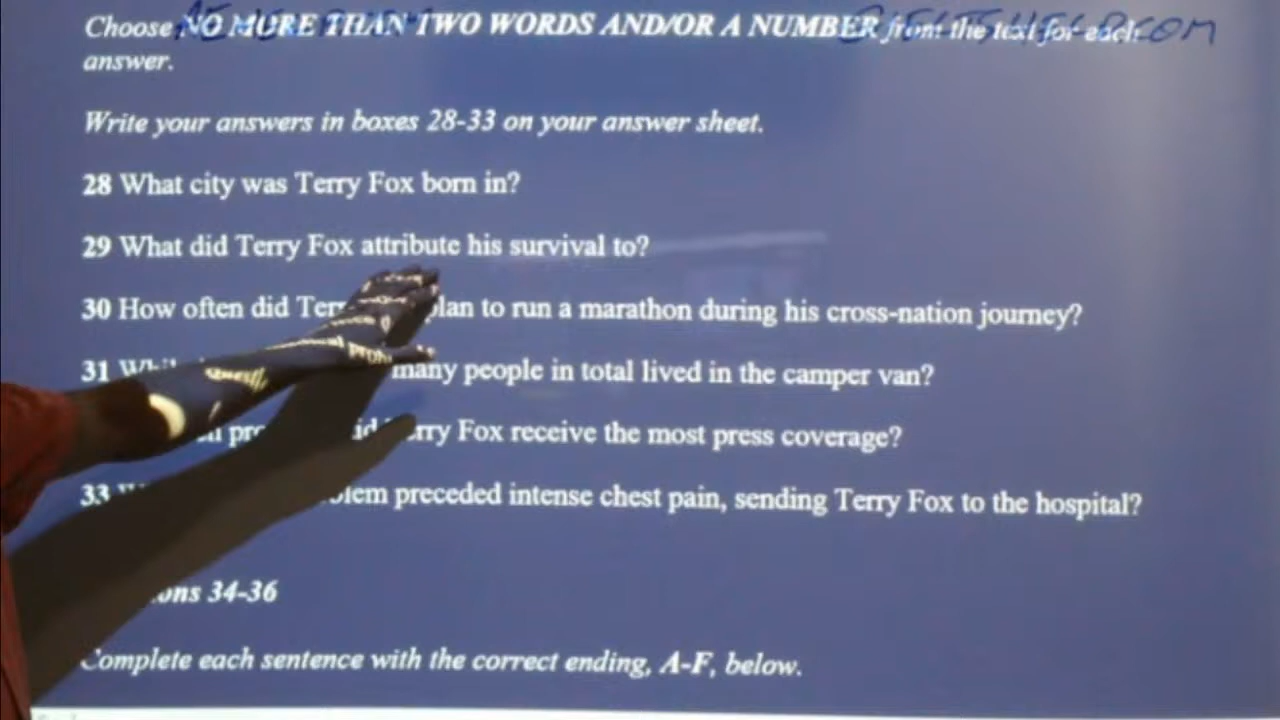 Choose NO MORE THAN TWO WORDS AND/OR A NUMBER from the text for each
answer.
Write your answers in boxes 28-33 on your answer sheet.
28 What city was Terry Fox born in?
29 What did Terry Fox attribute his survival to?
30 How often did plan to run a marathon during his cross-nation journey?
31 many people in total lived in the camper van?
Fox receive the most press coverage?
33 preceded intense chest pain, sending Terry Fox to the hospital?
34-36
Complete each sentence with the correct ending, A-F, below.